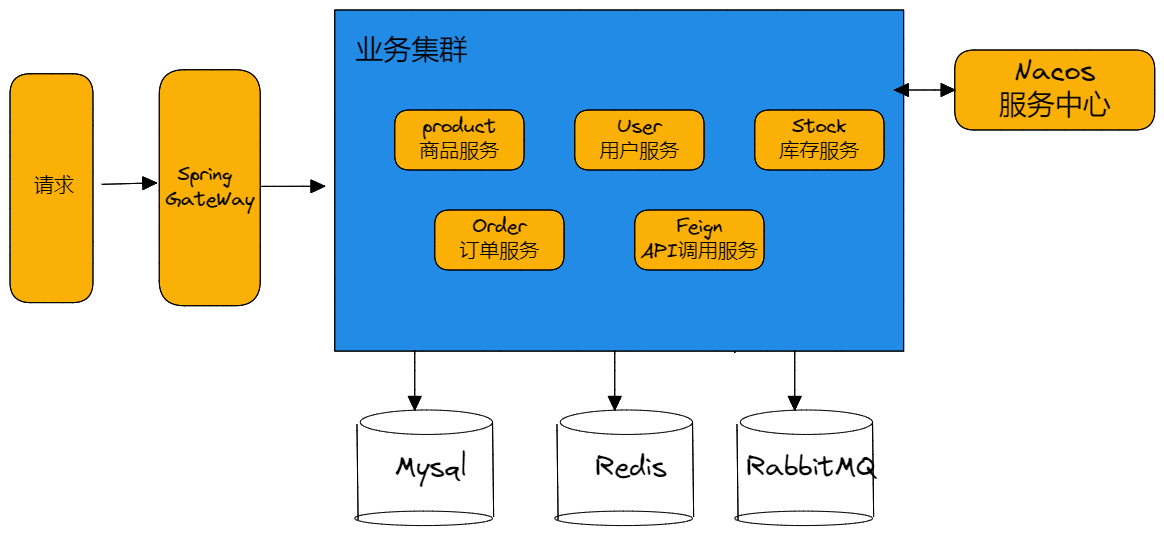 请求
Spring
GateWay
业务集群
product
商品服务
User
用户服务
Stock
库存服务
Order
订单服务
Feign
API调用服务
Nacos
服务中心
Mysql
Redis
RabbitMQ